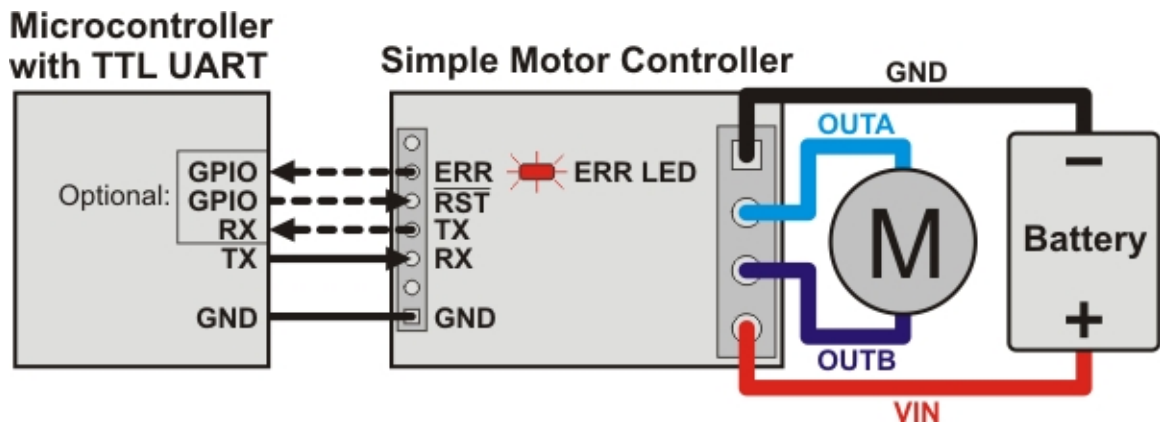 Microcontroller
with TTL UART
Simple Motor Controller
GND
OUTA
GPIO
ERR
ERR LED
Optional:
GPIO
RST
RX
TX
TX
RX
GND
GND
M
Battery
OUTB
VIN